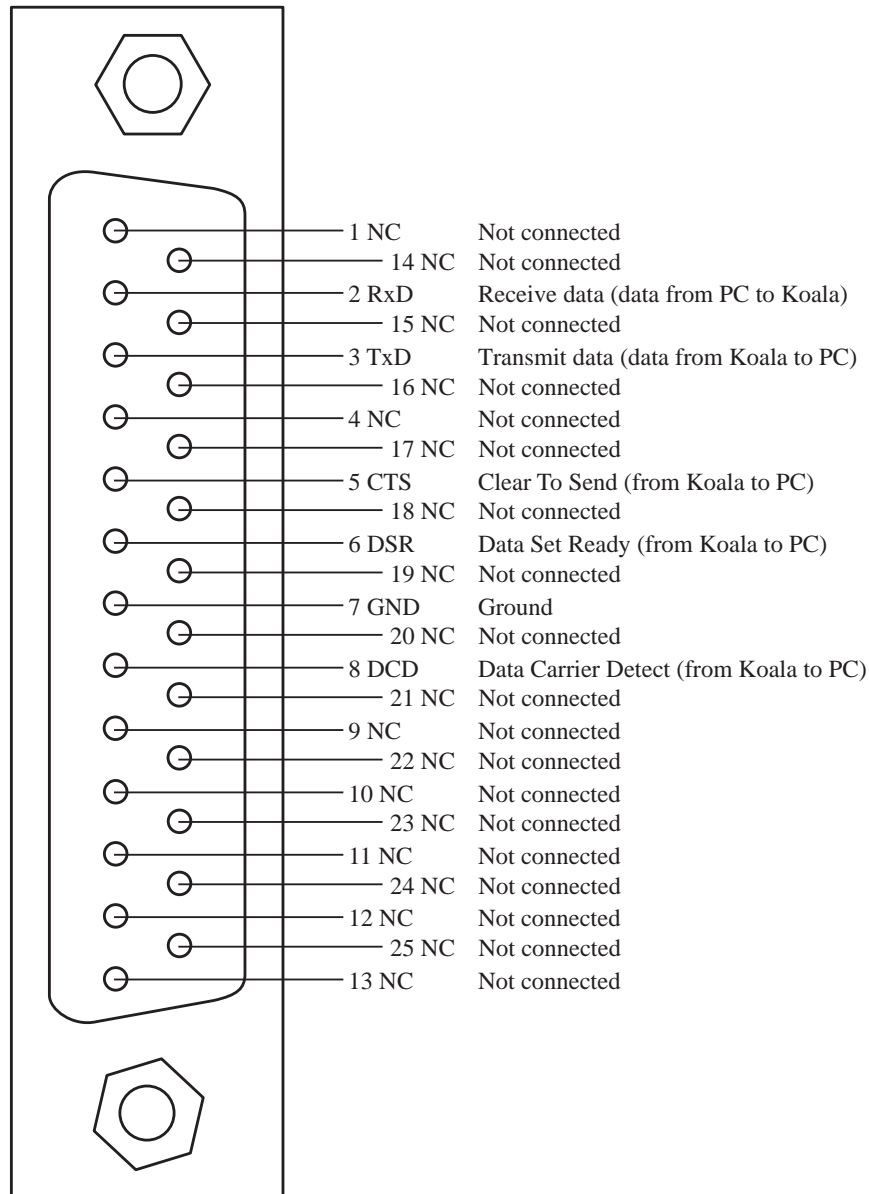 1 NC Not connected
14 NC Not connected
2 RxD Receive data (data from PC to Koala)
15 NC Not connected
3 TxD Transmit data (data from Koala to PC)
16 NC Not connected
4 NC Not connected
17 NC Not connected
5 CTS Clear To Send (from Koala to PC)
18 NC Not connected
6 DSR Data Set Ready (from Koala to PC)
19 NC Not connected
7 GND Ground
20 NC Not connected
8 DCD Data Carrier Detect (from Koala to PC)
21 NC Not connected
9 NC Not connected
22 NC Not connected
10 NC Not connected
23 NC Not connected
11 NC Not connected
24 NC Not connected
12 NC Not connected
25 NC Not connected
13 NC Not connected